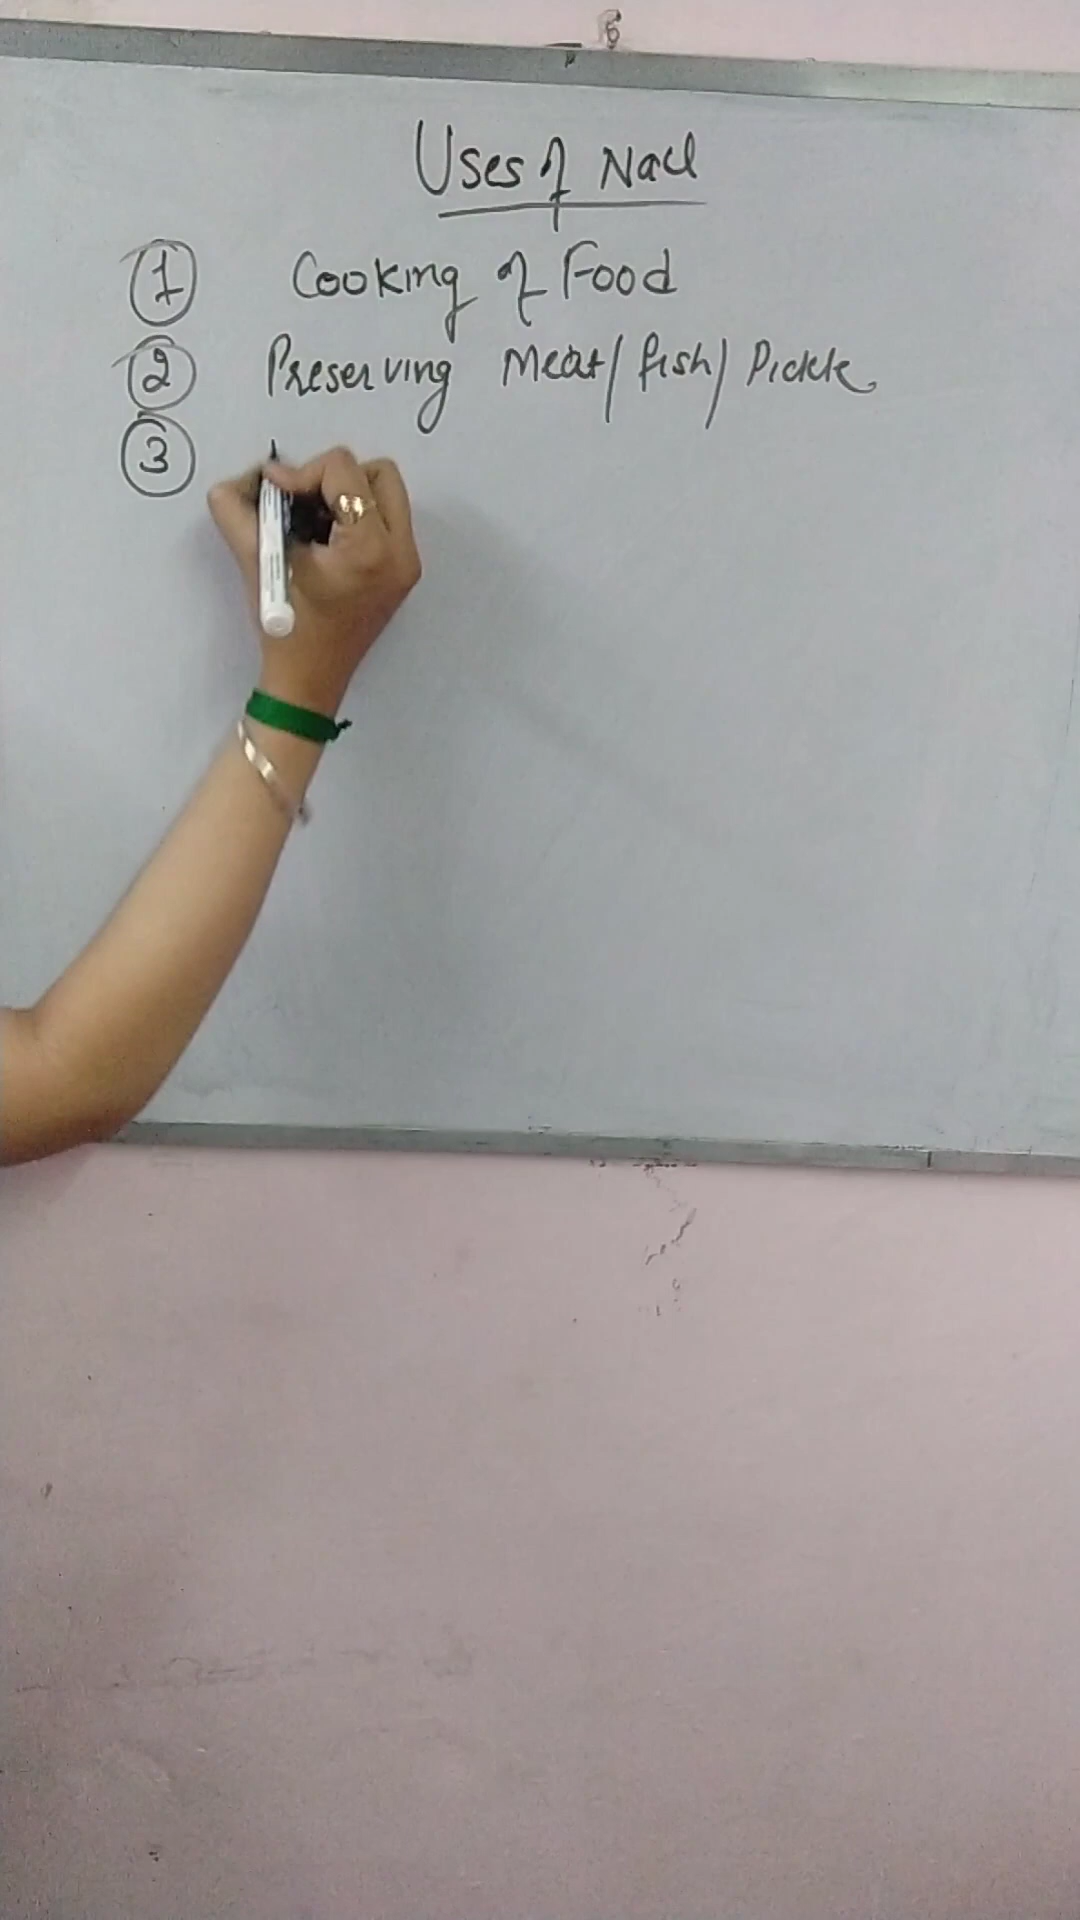 Uses of NaCl
1 Cooking of Food
2 Preserving Meat/fish/Pickle
3